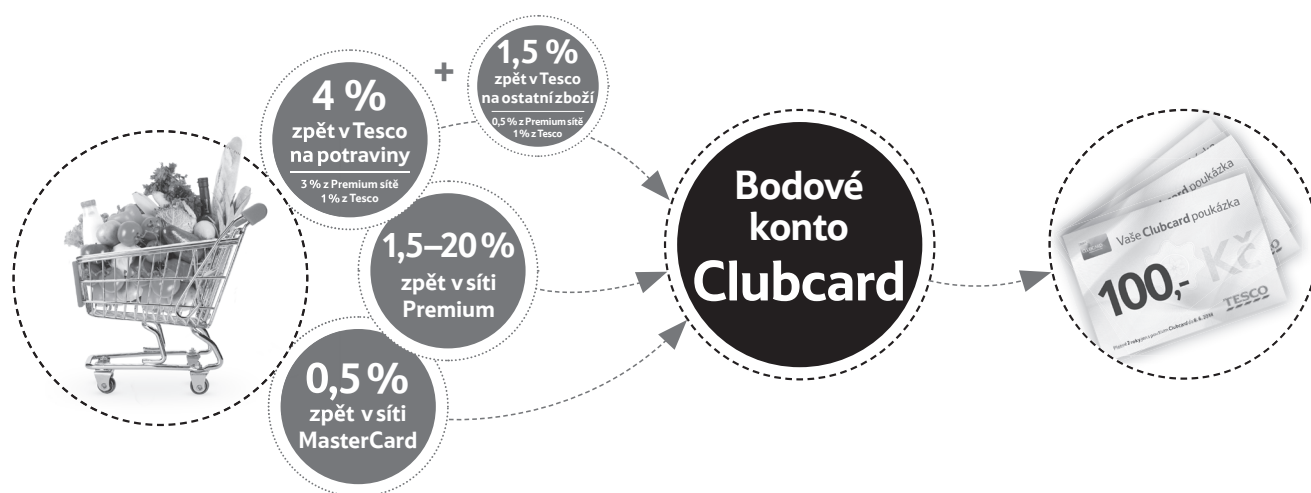 4 %
zpět v Tesco
na potraviny
3 % z Premium sítě
1 % z Tesco
+
1,5 %
zpět v Tesco
na ostatní zboží
0,5 % z Premium sítě
1 % z Tesco
1,5–20 %
zpět v síti
Premium
0,5 %
zpět v síti
MasterCard
Bodové
konto
Clubcard
poukázka
Clubcard poukázka
Vaše Clubcard poukázka
Kč
100,-
TESCO